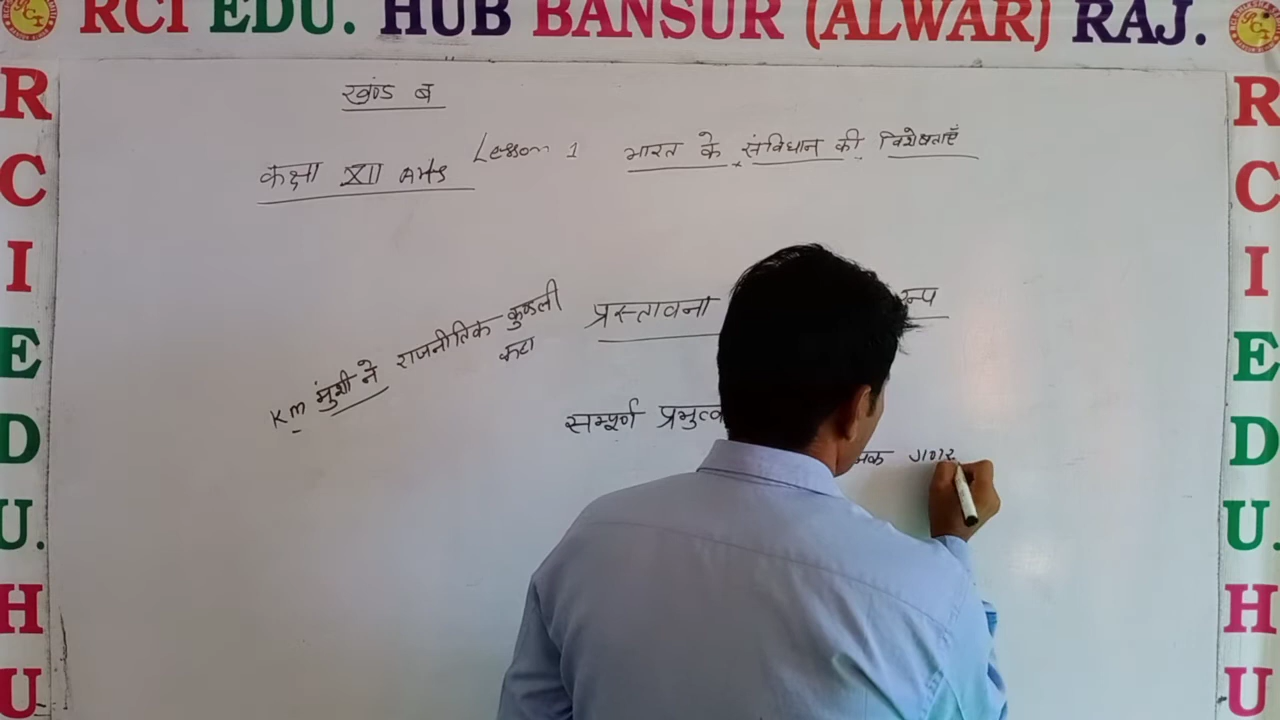 RCI EDU. HUB BANSUR (ALWAR) RAJ.
खण्ड ब
कक्षा XII Arts Lesson 1 भारत के संविधान की विशेषताएँ
प्रस्तावना
KM मुंशी ने राजनीतिक कुण्डली
कहा
सम्पूर्ण
R
C
I
E
D
U.
H
U
R
C
I
E
D
U.
H
U